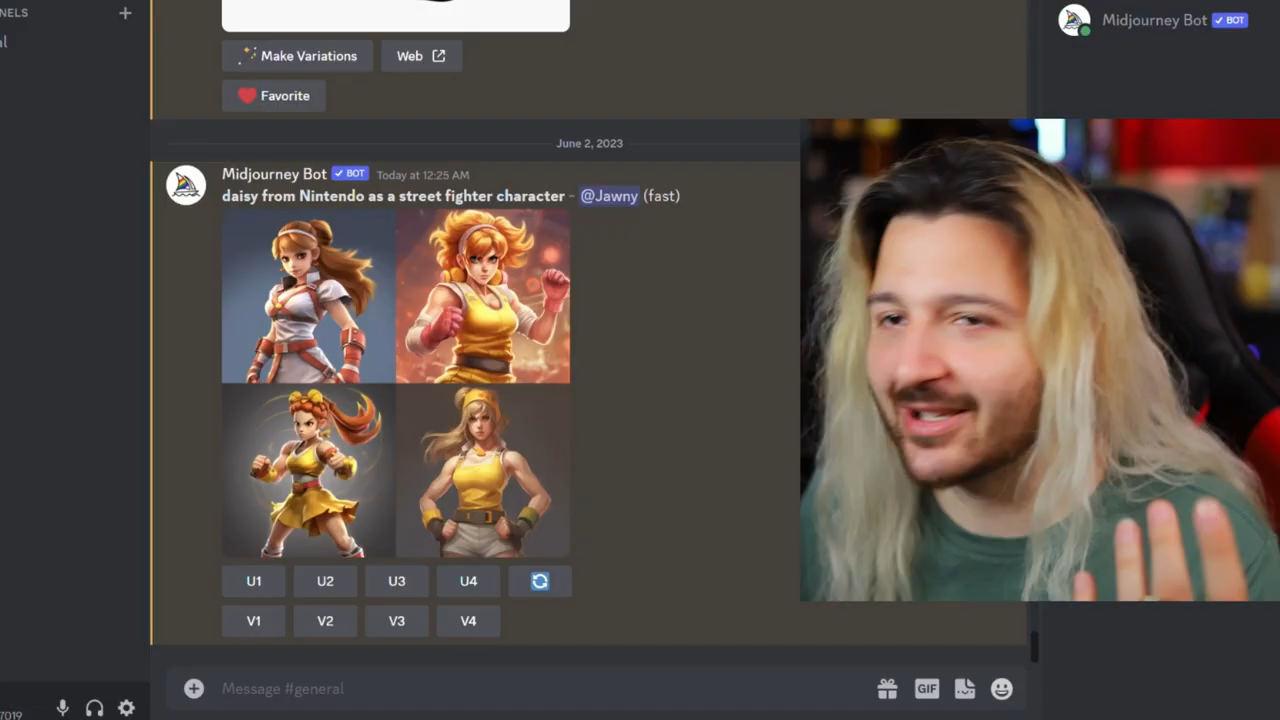 NELS
+
al
Make Variations
Web
Favorite
Midjourney Bot ✓ BOT
June 2, 2023
Midjourney Bot ✓ BOT Today at 12:25 AM
daisy from Nintendo as a street fighter character - @Jawny (fast)
U1 U2 U3 U4
V1 V2 V3 V4
Message #general
GIF
7019